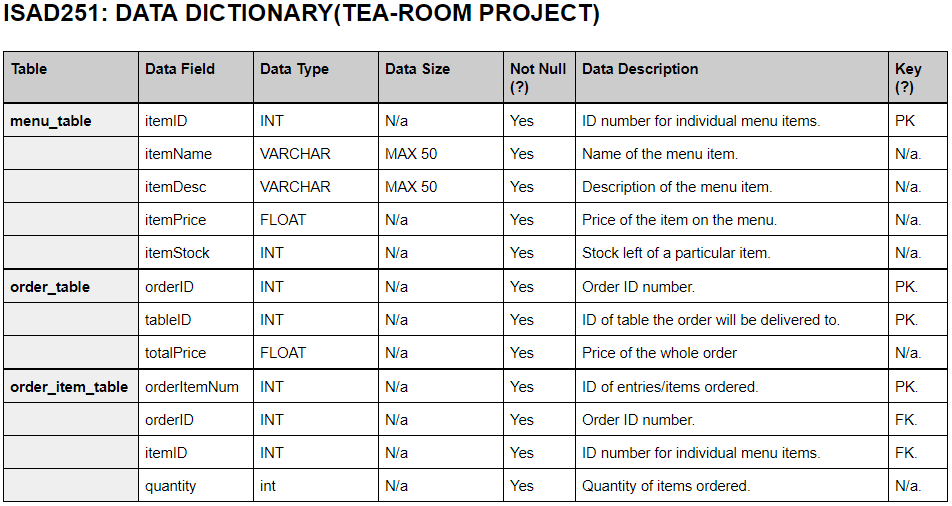 ISAD251: DATA DICTIONARY(TEA-ROOM PROJECT)
Table Data Field Data Type Data Size Not Null (?) Data Description Key (?)
menu_table itemID INT N/a Yes ID number for individual menu items. PK
itemName VARCHAR MAX 50 Yes Name of the menu item. N/a.
itemDesc VARCHAR MAX 50 Yes Description of the menu item. N/a.
itemPrice FLOAT N/a Yes Price of the item on the menu. N/a.
itemStock INT N/a Yes Stock left of a particular item. N/a.
order_table orderID INT N/a Yes Order ID number. PK.
tableID INT N/a Yes ID of table the order will be delivered to. PK.
totalPrice FLOAT N/a Yes Price of the whole order N/a.
order_item_table orderItemNum INT N/a Yes ID of entries/items ordered. PK.
orderID INT N/a Yes Order ID number. FK.
itemID INT N/a Yes ID number for individual menu items. FK.
quantity int N/a Yes Quantity of items ordered. N/a.